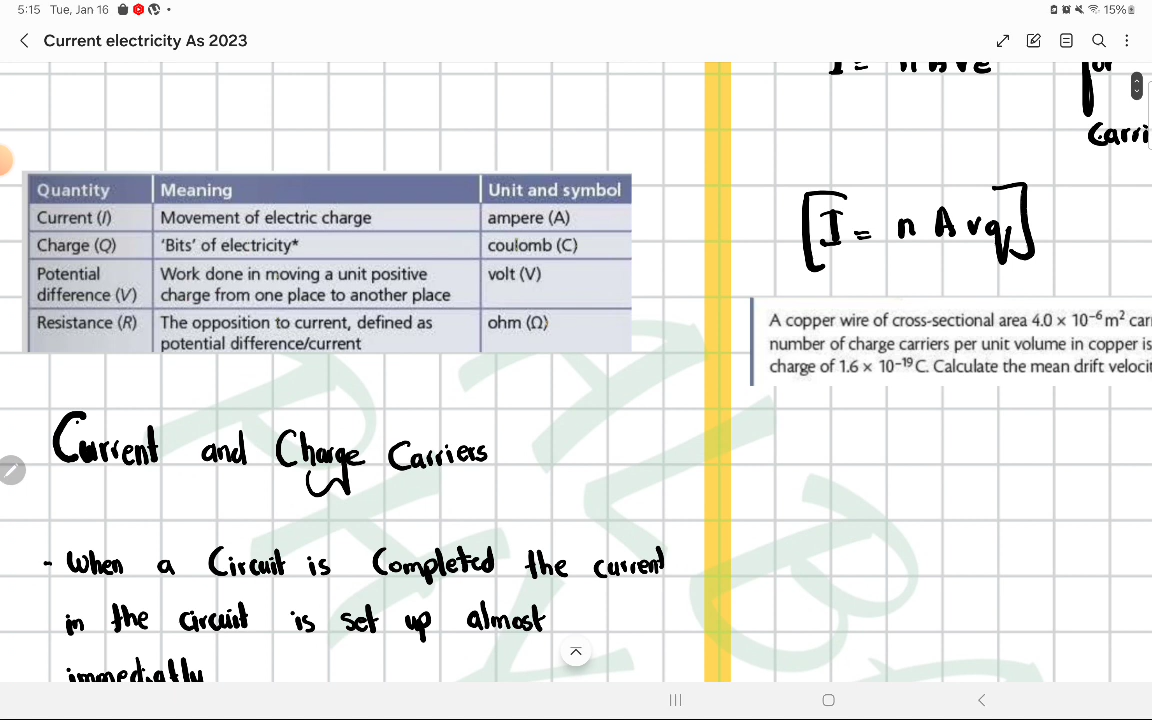 5:15 Tue, Jan 16
15%
Current electricity As 2023
Quantity Meaning Unit and symbol
Current (I) Movement of electric charge ampere (A)
Charge (Q) 'Bits' of electricity* coulomb (C)
Potential difference (V) Work done in moving a unit positive volt (V)
charge from one place to another place
Resistance (R) The opposition to current, defined as ohm (Ω)
potential difference/current
Current and Charge Carriers
- When a Circuit is Completed the current
in the circuit is set up almost
immediatly
I = n A v e for
Carri
[I = n A v q]
A copper wire of cross-sectional area 4.0 × 10⁻⁶ m² car
number of charge carriers per unit volume in copper is
charge of 1.6 × 10⁻¹⁹ C. Calculate the mean drift veloci